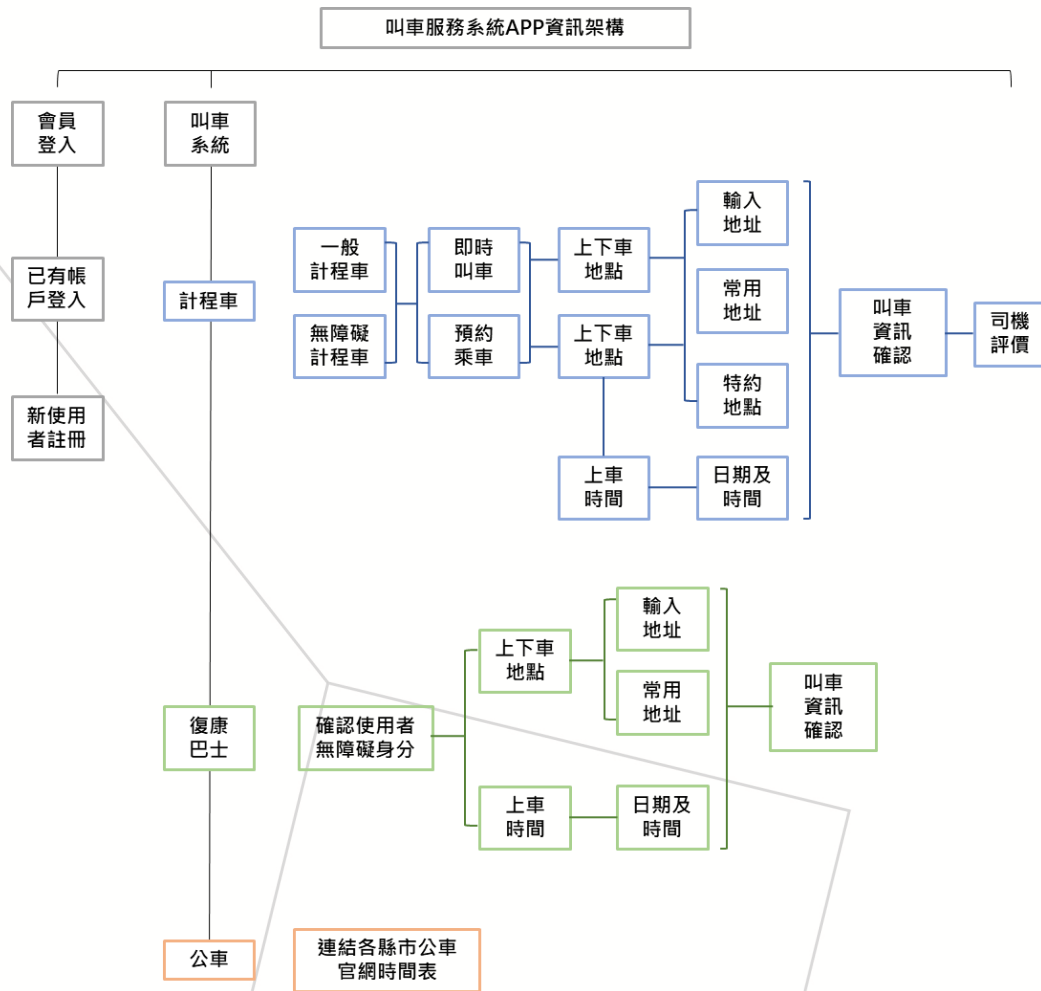 叫車服務系統APP資訊架構
會員
登入
叫車
系統
已有帳
戶登入
新使用
者註冊
計程車
一般
計程車
無障礙
計程車
即時
叫車
預約
乘車
上下車
地點
上下車
地點
上車
時間
輸入
地址
常用
地址
特約
地點
日期及
時間
叫車
資訊
確認
司機
評價
復康
巴士
確認使用者
無障礙身分
上下車
地點
上車
時間
輸入
地址
常用
地址
日期及
時間
叫車
資訊
確認
公車
連結各縣市公車
官網時間表